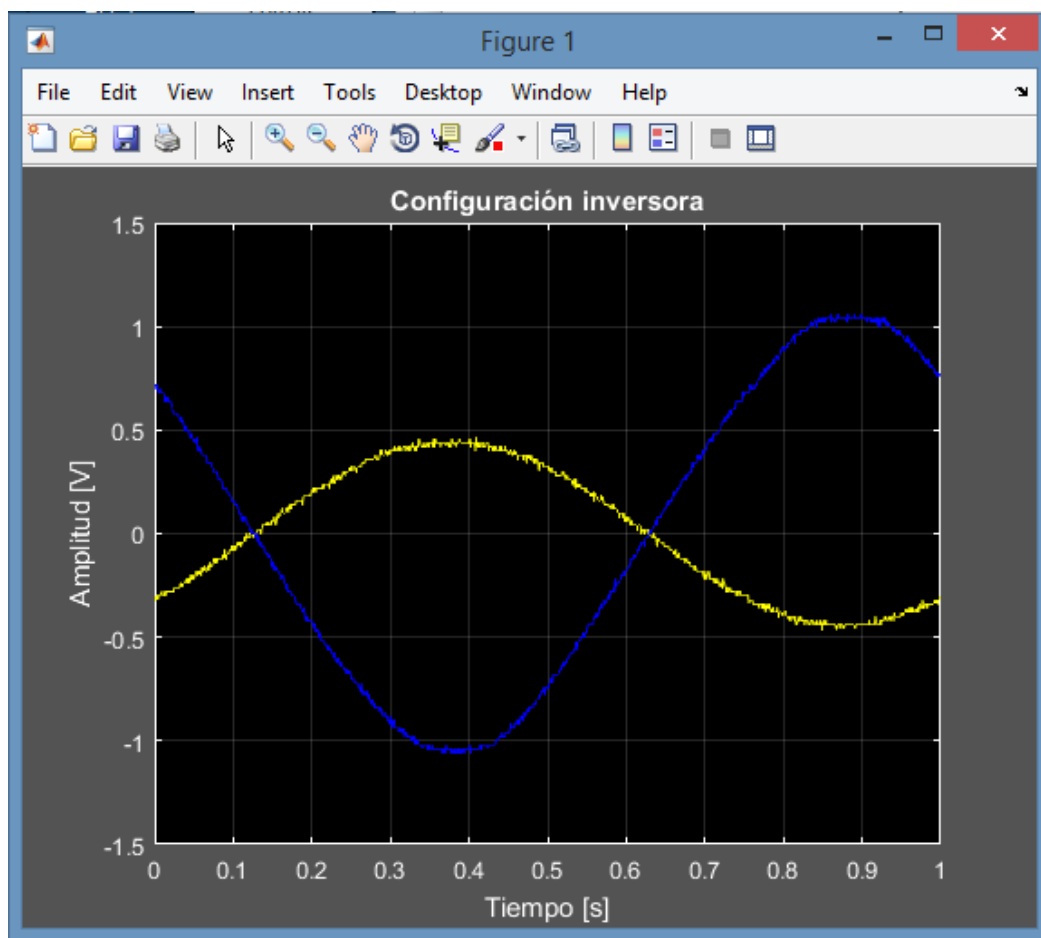 Figure 1
File Edit View Insert Tools Desktop Window Help
Configuración inversora
1.5
1
0.5
0
-0.5
-1
-1.5
Amplitud [V]
0 0.1 0.2 0.3 0.4 0.5 0.6 0.7 0.8 0.9 1
Tiempo [s]